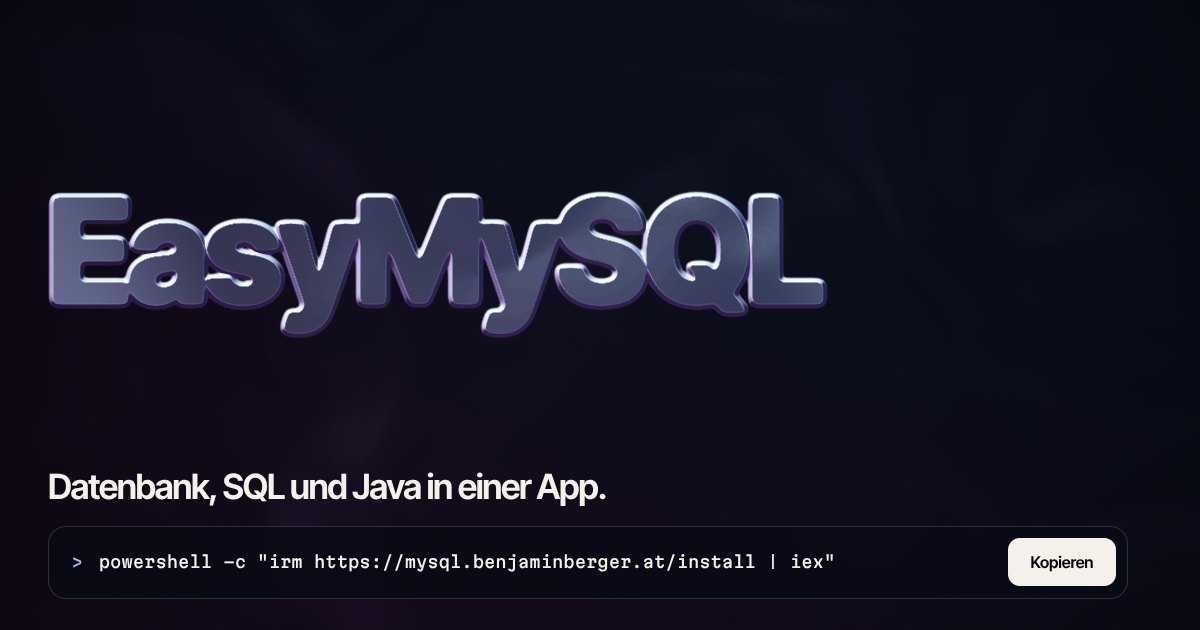 EasyMySQL
Datenbank, SQL und Java in einer App.
> powershell -c "irm https://mysql.benjaminberger.at/install | iex"
Kopieren